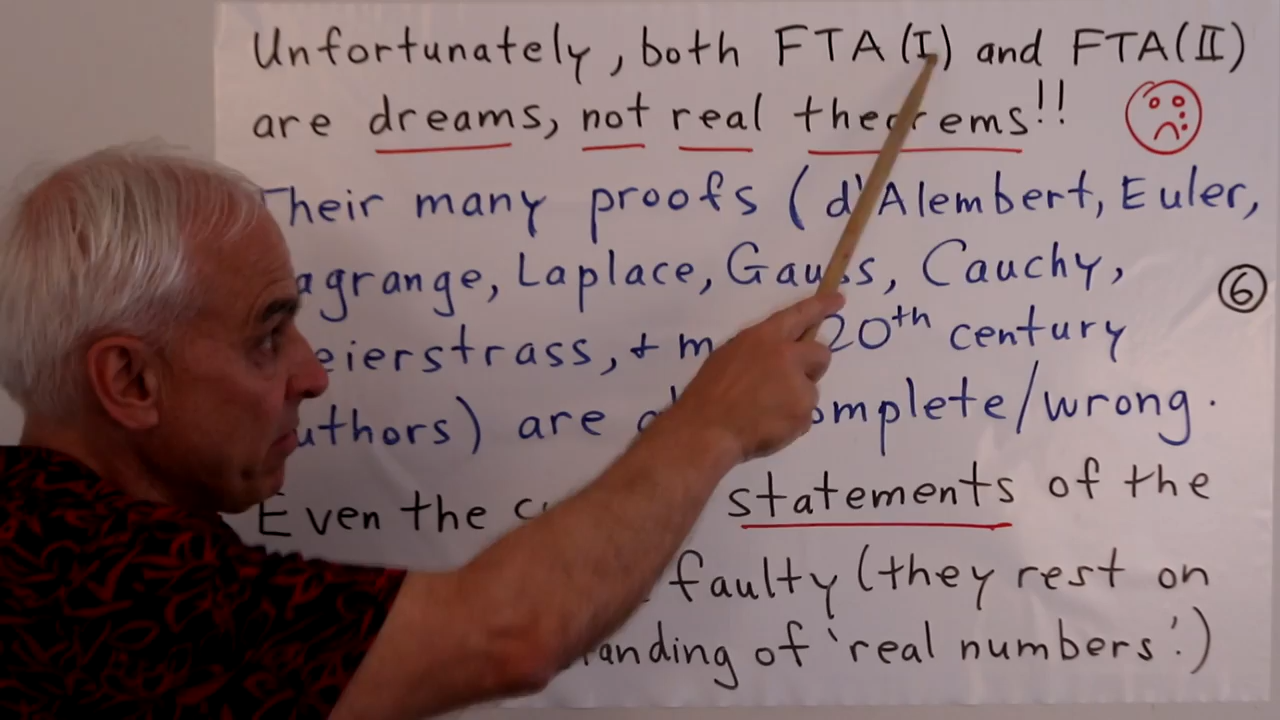 Unfortunately, both FTA(I) and FTA(II)
are dreams, not real theorems!!
Their many proofs (d'Alembert, Euler,
agrange, Laplace, Gauss, Cauchy,
eierstrass, + m 20th century
uthors) are omplete/wrong.
⑥
Even the statements of the
faulty (they rest on
anding of 'real numbers'.)